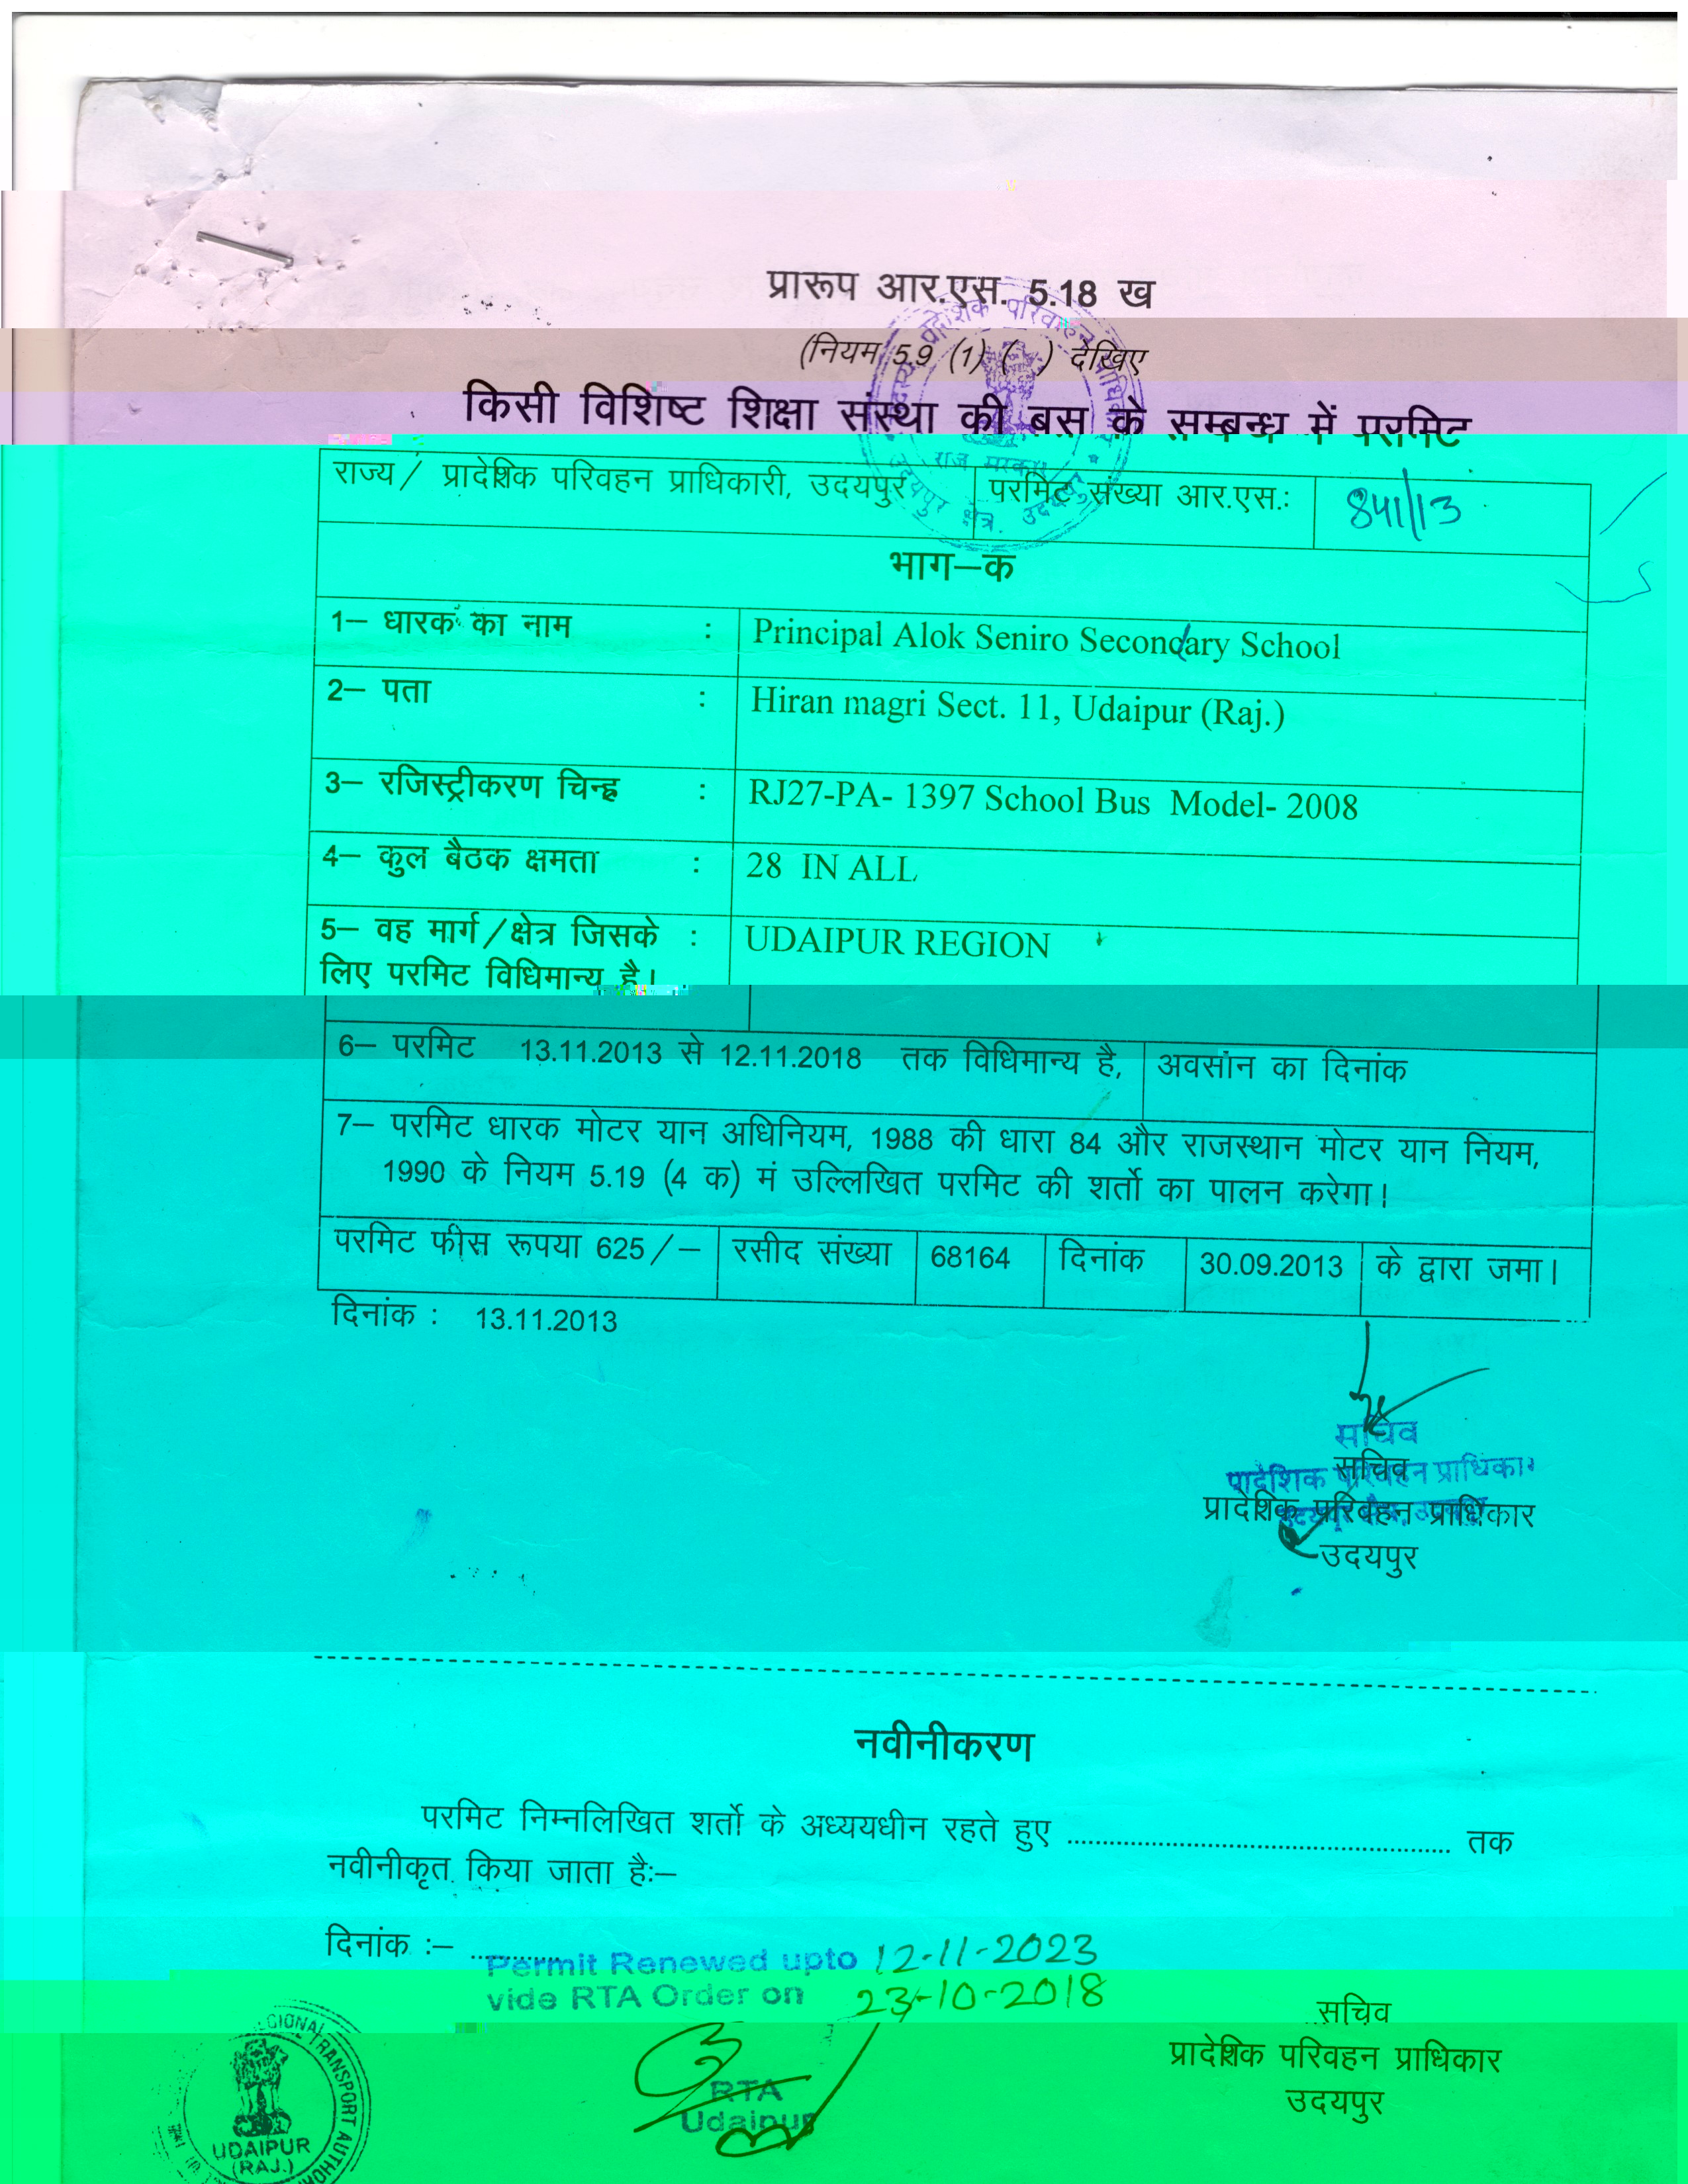 प्रारूप आर.एस. 5.18 ख
(नियम 5.9 (1) ( ) देखिए
किसी विशिष्ट शिक्षा संस्था की बस के सम्बन्ध में परमिट
राज्य/ प्रादेशिक परिवहन प्राधिकारी, उदयपुर परमिट संख्या आर.एस.: 841/13
भाग–क
1– धारक का नाम : Principal Alok Seniro Secondary School
2– पता : Hiran magri Sect. 11, Udaipur (Raj.)
3– रजिस्ट्रीकरण चिन्ह : RJ27-PA- 1397 School Bus Model- 2008
4– कुल बैठक क्षमता : 28 IN ALL
5– वह मार्ग/क्षेत्र जिसके : UDAIPUR REGION
लिए परमिट विधिमान्य है।
6– परमिट 13.11.2013 से 12.11.2018 तक विधिमान्य है, अवसान का दिनांक
7– परमिट धारक मोटर यान अधिनियम, 1988 की धारा 84 और राजस्थान मोटर यान नियम,
1990 के नियम 5.19 (4 क) मं उल्लिखित परमिट की शर्तो का पालन करेगा।
परमिट फीस रूपया 625/– रसीद संख्या 68164 दिनांक 30.09.2013 के द्वारा जमा।
दिनांक : 13.11.2013
सचिव
प्रादेशिक परिवहन प्राधिकार
सचिव
प्रादेशिक परिवहन प्राधिकार
उदयपुर
नवीनीकरण
परमिट निम्नलिखित शर्तो के अध्ययधीन रहते हुए ........................................ तक
नवीनीकृत किया जाता है:–
दिनांक :– ............
Permit Renewed upto 12-11-2023
vide RTA Order on 23-10-2018
सचिव
प्रादेशिक परिवहन प्राधिकार
उदयपुर
RTA
Udaipur
TRANSPORT AUTHOR
UDAIPUR
(RAJ.)